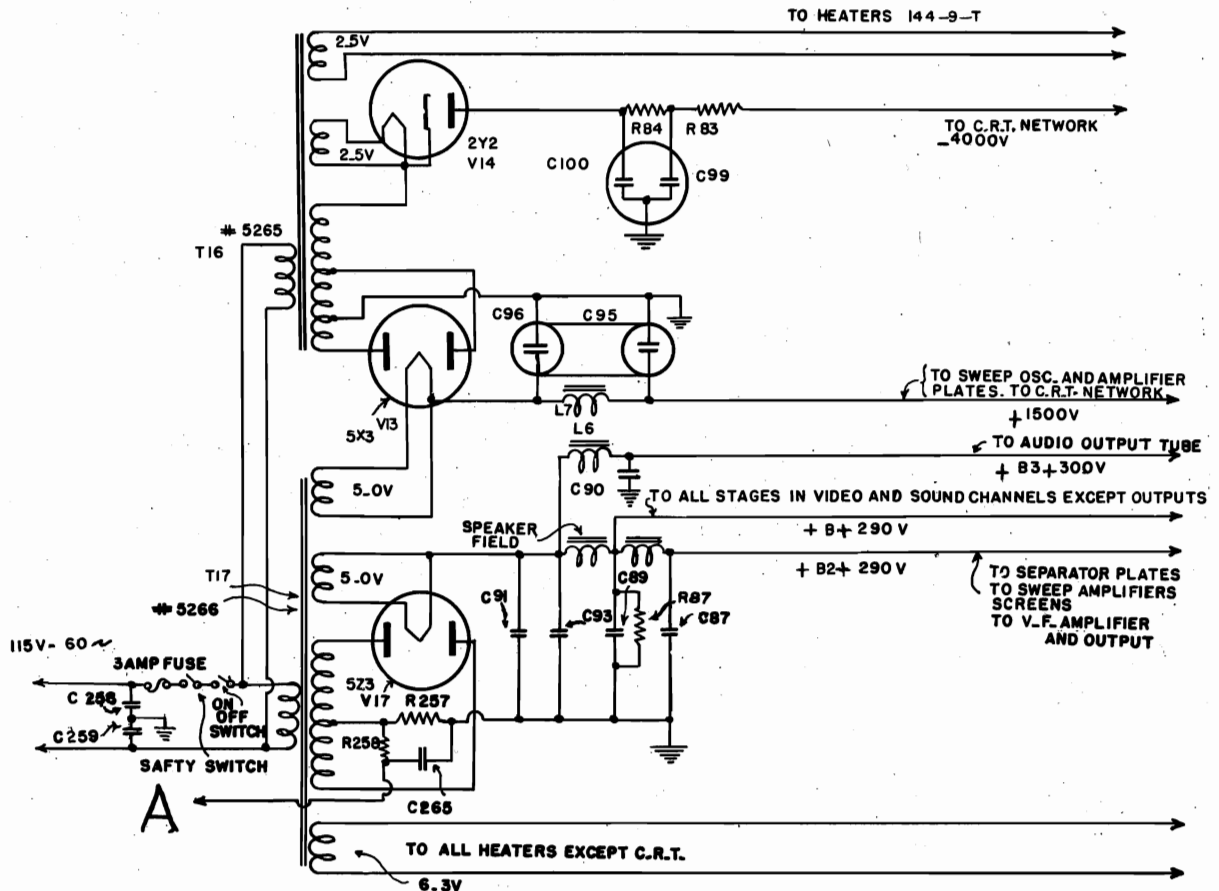 TO HEATERS 144-9-T
2.5V
2.5V
2Y2
V14
R84
R83
TO C.R.T. NETWORK
-4000V
C100
C99
# 5265
T16
C96
C95
5X3
V13
L7
L6
TO SWEEP OSC. AND AMPLIFIER
PLATES. TO C.R.T. NETWORK
+1500V
TO AUDIO OUTPUT TUBE
+ B3+300V
C90
TO ALL STAGES IN VIDEO AND SOUND CHANNELS EXCEPT OUTPUTS
+ B+ 290 V
5.0V
SPEAKER
FIELD
+ B2+ 290 V
TO SEPARATOR PLATES
TO SWEEP AMPLIFIERS
SCREENS
TO V.F. AMPLIFIER
AND OUTPUT
T17
# 5266
5.0V
C91
C93
C89
R87
C87
115V- 60~
3AMP FUSE
ON
OFF
SWITCH
C 258
C259
SAFTY SWITCH
5Z3
V17
R257
R258
C265
A
TO ALL HEATERS EXCEPT C.R.T.
6.3V